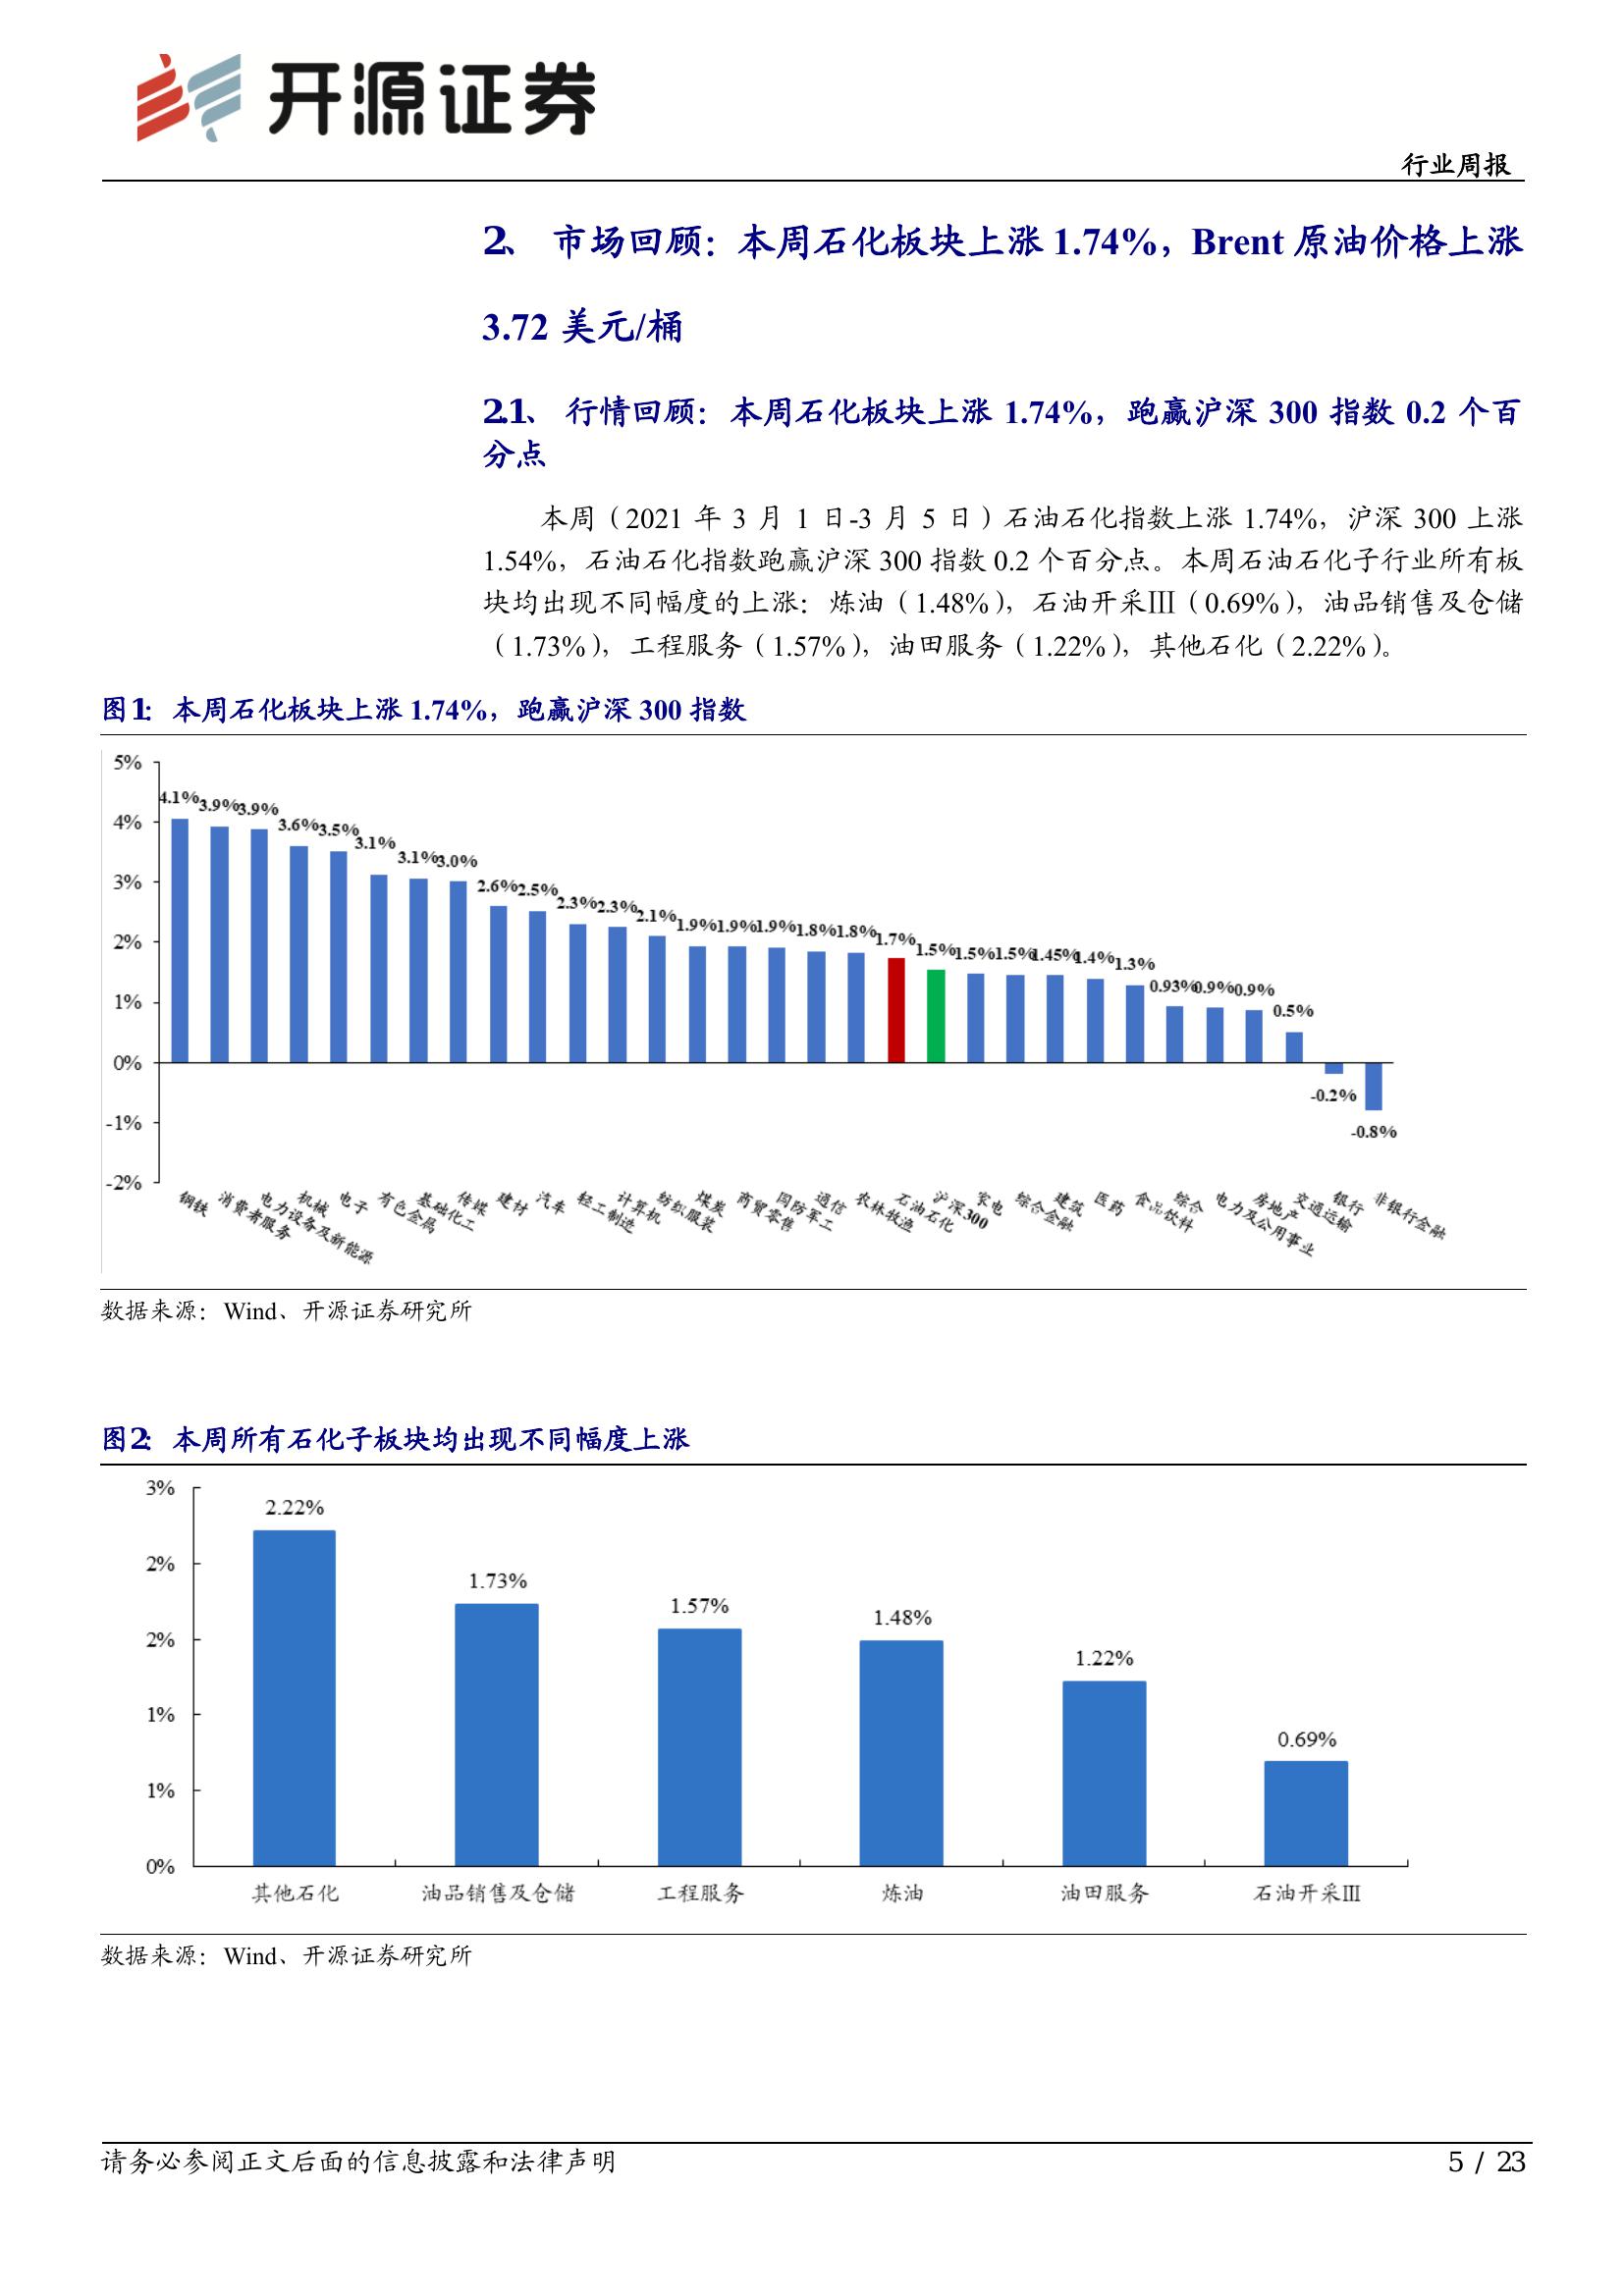 开源证券
行业周报
2、 市场回顾：本周石化板块上涨 1.74%，Brent 原油价格上涨
3.72 美元/桶
2.1、 行情回顾：本周石化板块上涨 1.74%，跑赢沪深 300 指数 0.2 个百
分点
本周（2021 年 3 月 1 日-3 月 5 日）石油石化指数上涨 1.74%，沪深 300 上涨
1.54%，石油石化指数跑赢沪深 300 指数 0.2 个百分点。本周石油石化子行业所有板
块均出现不同幅度的上涨：炼油（1.48%），石油开采Ⅲ（0.69%），油品销售及仓储
（1.73%），工程服务（1.57%），油田服务（1.22%），其他石化（2.22%）。
图1：本周石化板块上涨 1.74%，跑赢沪深 300 指数
5%
4%
3%
2%
1%
0%
-1%
-2%
4.1% 3.9% 3.9% 3.6% 3.5% 3.1% 3.1% 3.0% 2.6% 2.5% 2.3% 2.3% 2.1% 1.9% 1.9% 1.9% 1.8% 1.8% 1.7% 1.5% 1.5% 1.5% 1.45% 1.4% 1.3% 0.93% 0.9% 0.9% 0.5% -0.2% -0.8%
钢铁 消费者服务 电力设备及新能源 机械 电子 有色金属 基础化工 传媒 建材 汽车 轻工制造 计算机 纺织服装 煤炭 商贸零售 国防军工 通信 农林牧渔 石油石化 沪深300 家电 综合金融 建筑 医药 食品饮料 综合 电力及公用事业 房地产 交通运输 银行 非银行金融
数据来源：Wind、开源证券研究所
图2：本周所有石化子板块均出现不同幅度上涨
3%
2%
2%
1%
1%
0%
2.22% 1.73% 1.57% 1.48% 1.22% 0.69%
其他石化 油品销售及仓储 工程服务 炼油 油田服务 石油开采Ⅲ
数据来源：Wind、开源证券研究所
请务必参阅正文后面的信息披露和法律声明
5 / 23